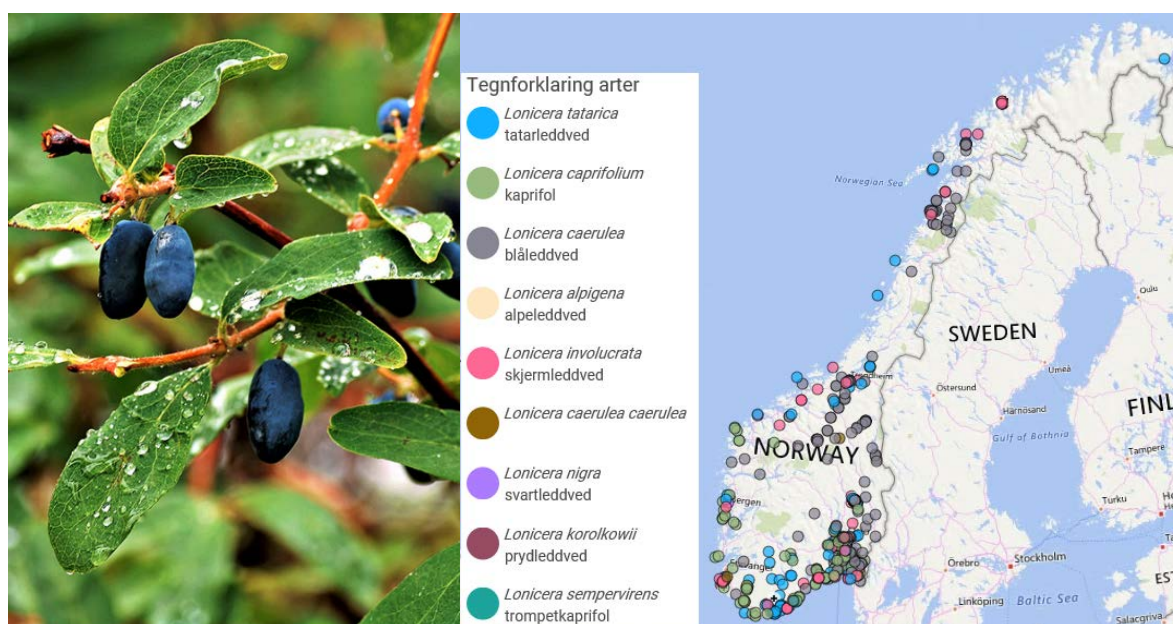 Tegnforklaring arter
Lonicera tatarica
tatarleddved
Lonicera caprifolium
kaprifol
Lonicera caerulea
blåleddved
Lonicera alpigena
alpeleddved
Lonicera involucrata
skjermleddved
Lonicera caerulea caerulea
Lonicera nigra
svartleddved
Lonicera korolkowii
prydleddved
Lonicera sempervirens
trompetkaprifol
Norwegian Sea
Oulu
SWEDEN
Umeå
Östersund
Härnösand
FINL
Gulf of Bothnia
NORWAY
Tampere
Turku
Stockholm
Örebro
Baltic Sea
Linköping
EST
Salacgriva